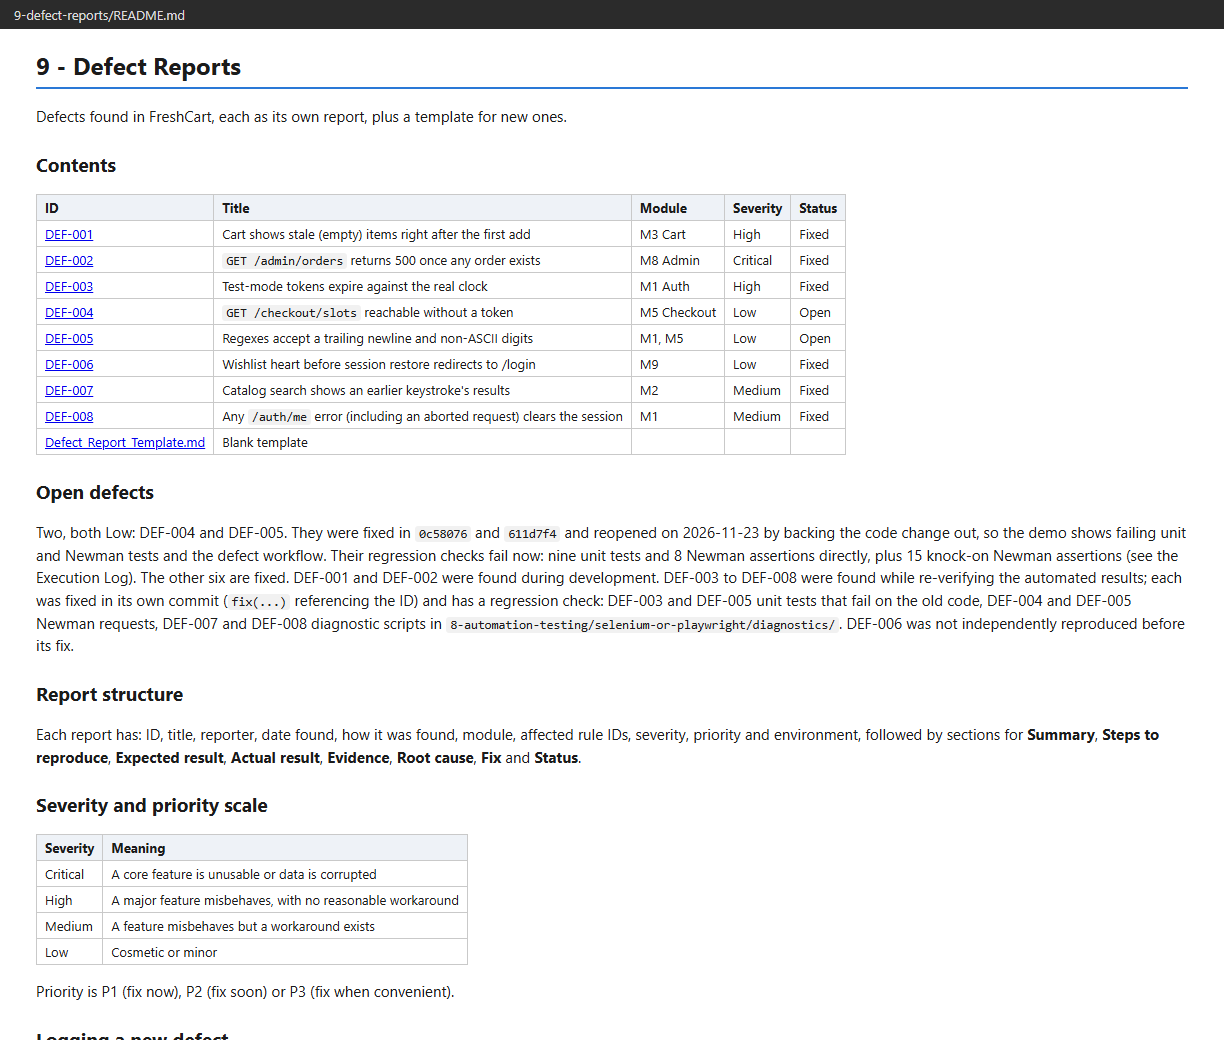 9-defect-reports/README.md
9 - Defect Reports
Defects found in FreshCart, each as its own report, plus a template for new ones.
Contents
ID Title Module Severity Status
DEF-001 Cart shows stale (empty) items right after the first add M3 Cart High Fixed
DEF-002 GET /admin/orders returns 500 once any order exists M8 Admin Critical Fixed
DEF-003 Test-mode tokens expire against the real clock M1 Auth High Fixed
DEF-004 GET /checkout/slots reachable without a token M5 Checkout Low Open
DEF-005 Regexes accept a trailing newline and non-ASCII digits M1, M5 Low Open
DEF-006 Wishlist heart before session restore redirects to /login M9 Low Fixed
DEF-007 Catalog search shows an earlier keystroke's results M2 Medium Fixed
DEF-008 Any /auth/me error (including an aborted request) clears the session M1 Medium Fixed
Defect_Report_Template.md Blank template
Open defects
Two, both Low: DEF-004 and DEF-005. They were fixed in 0c58076 and 611d7f4 and reopened on 2026-11-23 by backing the code change out, so the demo shows failing unit
and Newman tests and the defect workflow. Their regression checks fail now: nine unit tests and 8 Newman assertions directly, plus 15 knock-on Newman assertions (see the
Execution Log). The other six are fixed. DEF-001 and DEF-002 were found during development. DEF-003 to DEF-008 were found while re-verifying the automated results; each
was fixed in its own commit (fix(...) referencing the ID) and has a regression check: DEF-003 and DEF-005 unit tests that fail on the old code, DEF-004 and DEF-005
Newman requests, DEF-007 and DEF-008 diagnostic scripts in 8-automation-testing/selenium-or-playwright/diagnostics/. DEF-006 was not independently reproduced before
its fix.
Report structure
Each report has: ID, title, reporter, date found, how it was found, module, affected rule IDs, severity, priority and environment, followed by sections for Summary, Steps to
reproduce, Expected result, Actual result, Evidence, Root cause, Fix and Status.
Severity and priority scale
Severity Meaning
Critical A core feature is unusable or data is corrupted
High A major feature misbehaves, with no reasonable workaround
Medium A feature misbehaves but a workaround exists
Low Cosmetic or minor
Priority is P1 (fix now), P2 (fix soon) or P3 (fix when convenient).
Logging a new defect